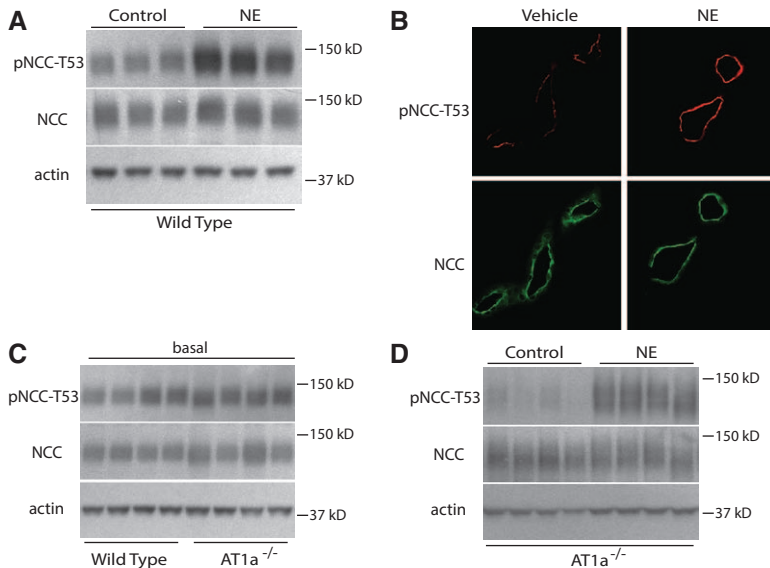 A
Control NE
pNCC-T53
150 kD
NCC
150 kD
actin
37 kD
Wild Type
B
Vehicle NE
pNCC-T53
NCC
C
basal
pNCC-T53
150 kD
NCC
150 kD
actin
37 kD
Wild Type AT1a -/-
D
Control NE
pNCC-T53
150 kD
NCC
150 kD
actin
37 kD
AT1a -/-